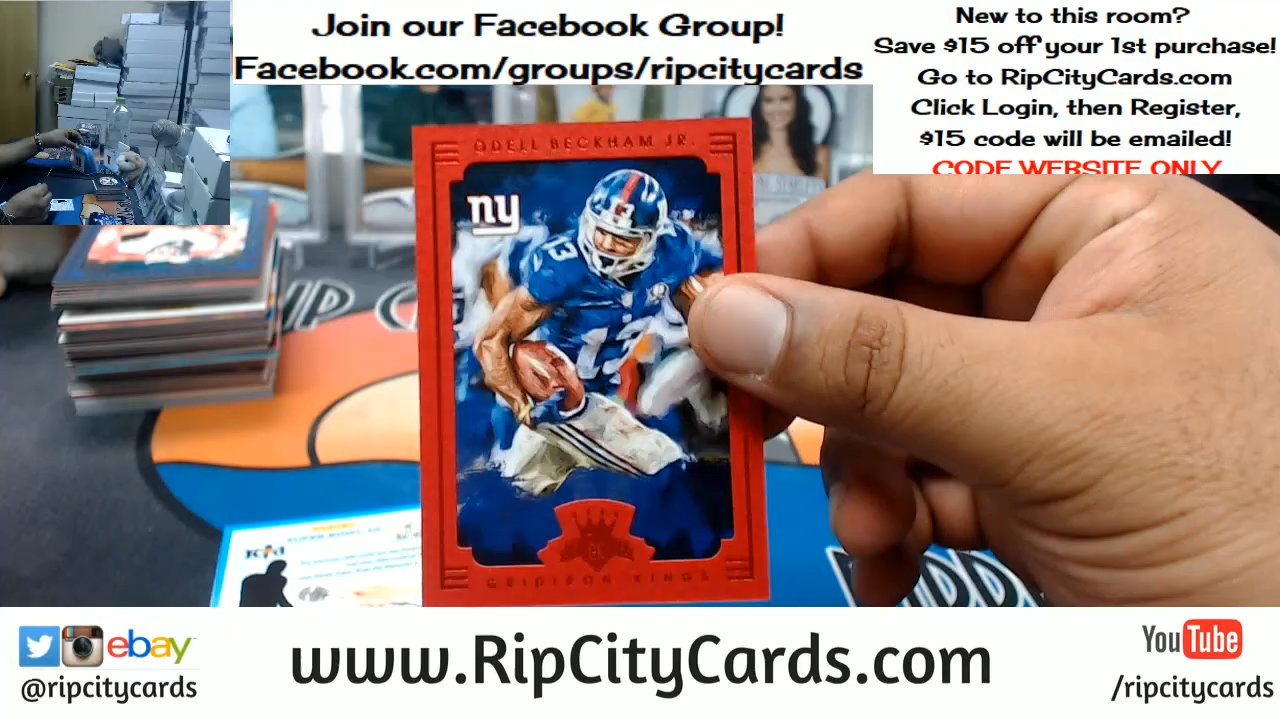 Join our Facebook Group!
Facebook.com/groups/ripcitycards
New to this room?
Save $15 off your 1st purchase!
Go to RipCityCards.com
Click Login, then Register,
$15 code will be emailed!
CODE WEBSITE ONLY
ODELL BECKHAM JR.
ny
13
13
GRIDIRON KINGS
IP C
ebay
@ripcitycards
www.RipCityCards.com
YouTube
/ripcitycards